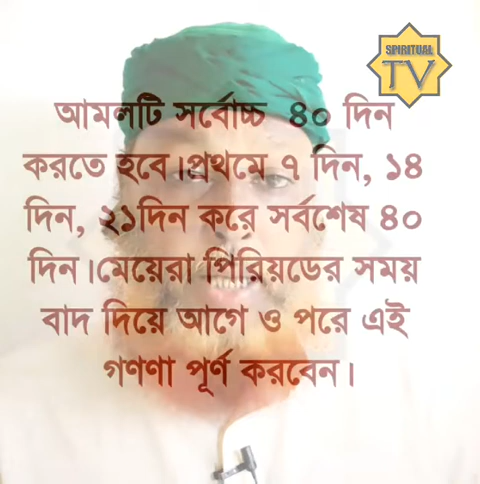 SPIRITUAL
TV
আমলটি সর্বোচ্চ ৪০ দিন
করতে হবে।প্রথমে ৭ দিন, ১৪
দিন, ২১দিন করে সর্বশেষ ৪০
দিন।মেয়েরা পিরিয়ডের সময়
বাদ দিয়ে আগে ও পরে এই
গণণা পূর্ণ করবেন।